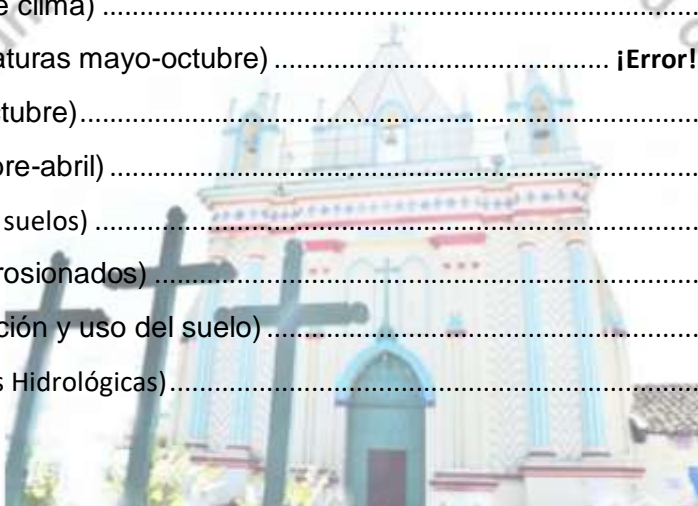 e clima)
aturas mayo-octubre) ¡Error!
ctubre)
bre-abril)
suelos)
rosionados)
ción y uso del suelo)
s Hidrológicas)